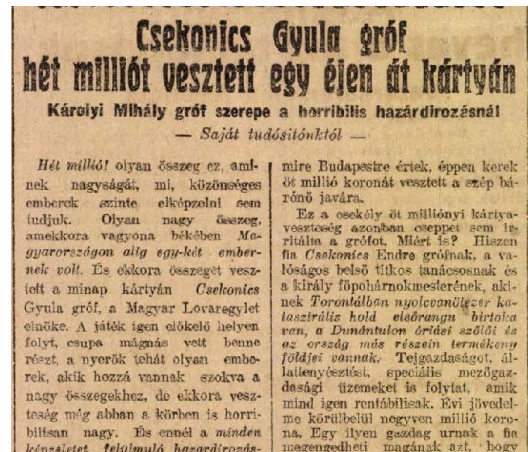 Csekonics Gyula gróf
hét milliót vesztett egy éjen át kártyán
Károlyi Mihály gróf szerepe a horribilis hazárdirozásnál
— Saját tudósítónktól —
Hét millió! olyan összeg ez, ami-
nek nagyságát, mi, közönséges
emberek szinte elképzelni sem
tudjuk. Olyan nagy összeg,
amekkora vagyona békében Ma-
gyarországon alig egy-két ember-
nek volt. És ekkora összeget vesz-
tett a minap kártyán Csekonics
Gyula gróf, a Magyar Lovaregylet
elnöke. A játék igen előkelő helyen
folyt, csupa mágnás vett benne
részt, a nyerők tehát olyan embe-
rek, akik hozzá vannak szokva a
nagy összegekhez, de ekkora vesz-
teség még abban a körben is horri-
bilisan nagy. És ennél a minden
képzeletet felülmuló hazárdirozás-
mire Budapestre értek, éppen kerek
öt millió koronát vesztett a szép bá-
rónő javára.
Ez a csekély öt milliónyi kártya-
veszteség azonban cseppet sem ir-
ritálta a grófot. Miért is? Hiszen
fia Csekonics Endre grófnak, a va-
lóságos belső titkos tanácsosnak és
a király főpohárnokmesterének, aki-
nek Torontálban nyolcvanötezer ka-
tasztrális hold elsőrangu birtoka
van, a Dunántulon óriási szőlői és
az ország más részein termékeny
földjei vannak. Tejgazdaságot, ál-
lattenyésztést, speciális mezőgaz-
dasági üzemeket is folytat, amik
mind igen rentábilisak. Évi jövedel-
me körülbelül negyven millió koro-
na. Egy ilyen gazdag urnak a fia
megengedheti magának azt, hogy